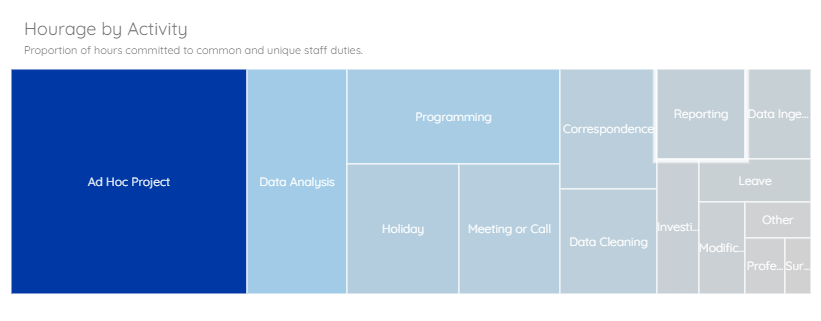 Hourage by Activity
Proportion of hours committed to common and unique staff duties.
Ad Hoc Project
Data Analysis
Programming
Holiday
Meeting or Call
Correspondence
Data Cleaning
Reporting
Data Inge...
Investi...
Leave
Modific...
Other
Profe...
Sur...